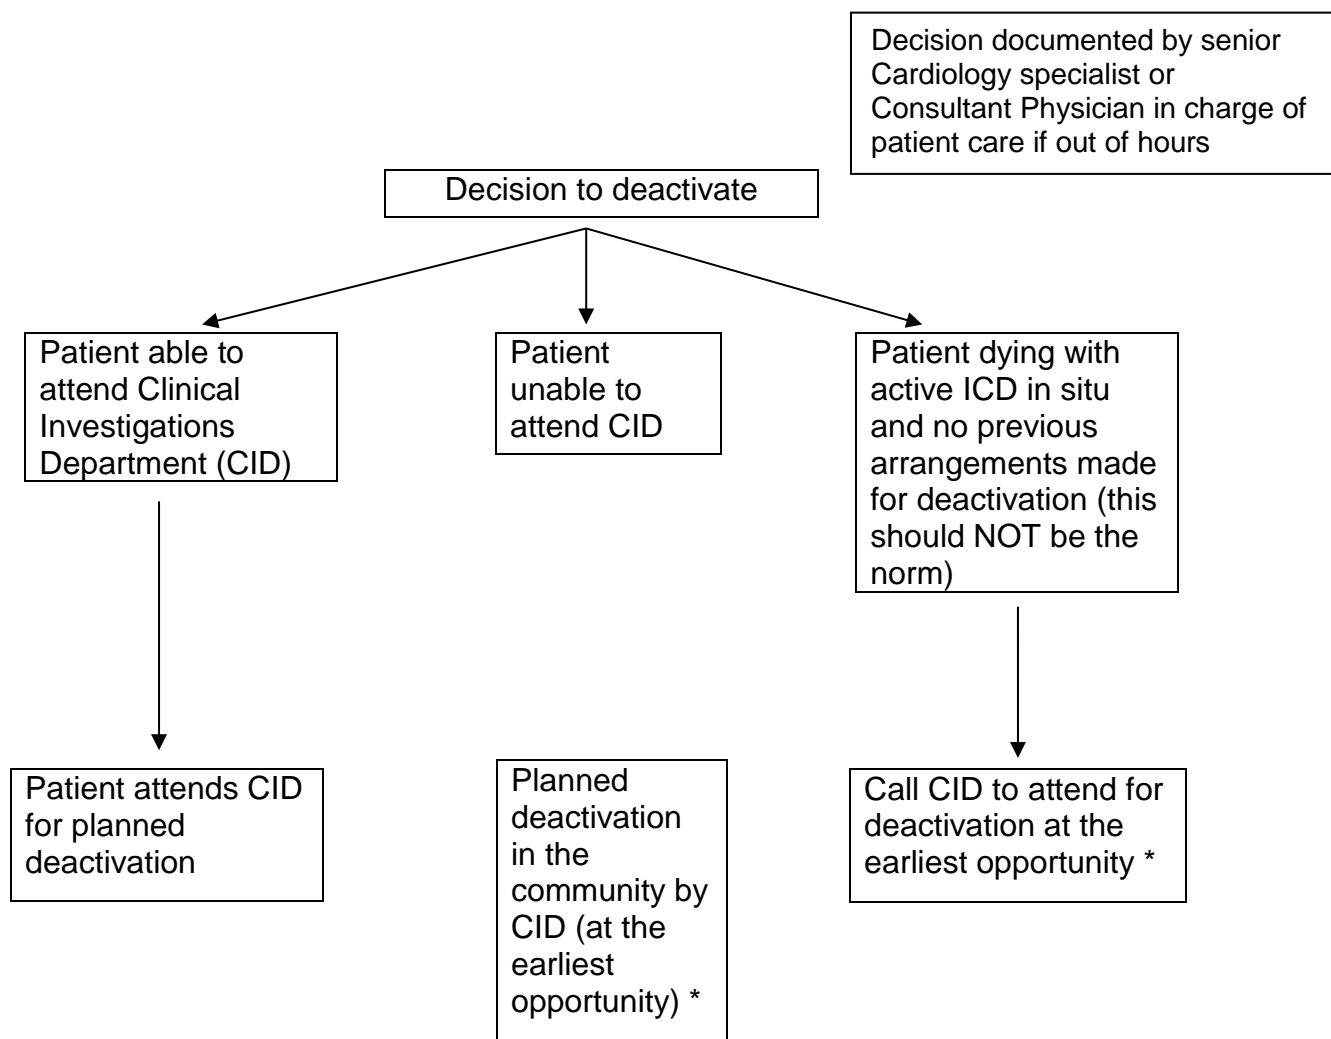 Decision documented by senior
Cardiology specialist or
Consultant Physician in charge of
patient care if out of hours
Decision to deactivate
Patient able to
attend Clinical
Investigations
Department (CID)
Patient
unable to
attend CID
Patient dying with
active ICD in situ
and no previous
arrangements made
for deactivation (this
should NOT be the
norm)
Patient attends CID
for planned
deactivation
Planned
deactivation
in the
community by
CID (at the
earliest
opportunity) *
Call CID to attend for
deactivation at the
earliest opportunity *